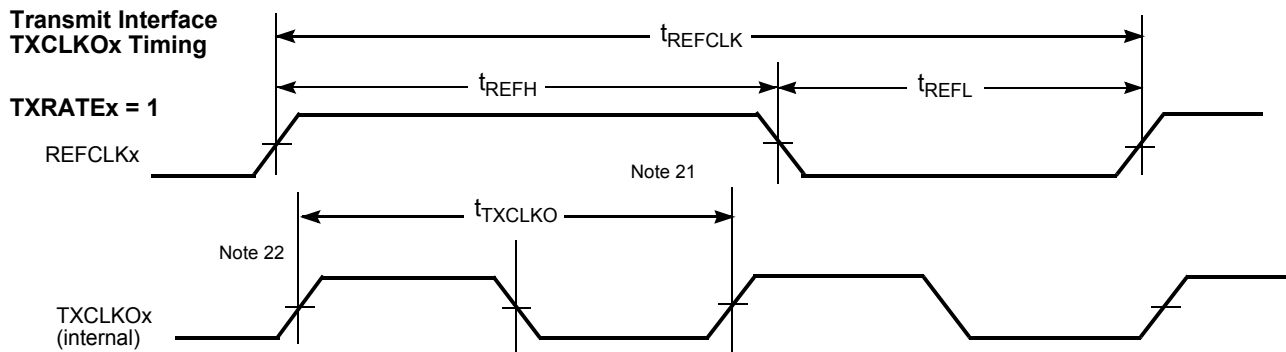 Transmit Interface
TXCLKOx Timing
tREFCLK
tREFH
tREFL
TXRATEx = 1
REFCLKx
Note 21
tTXCLKO
Note 22
TXCLKOx
(internal)